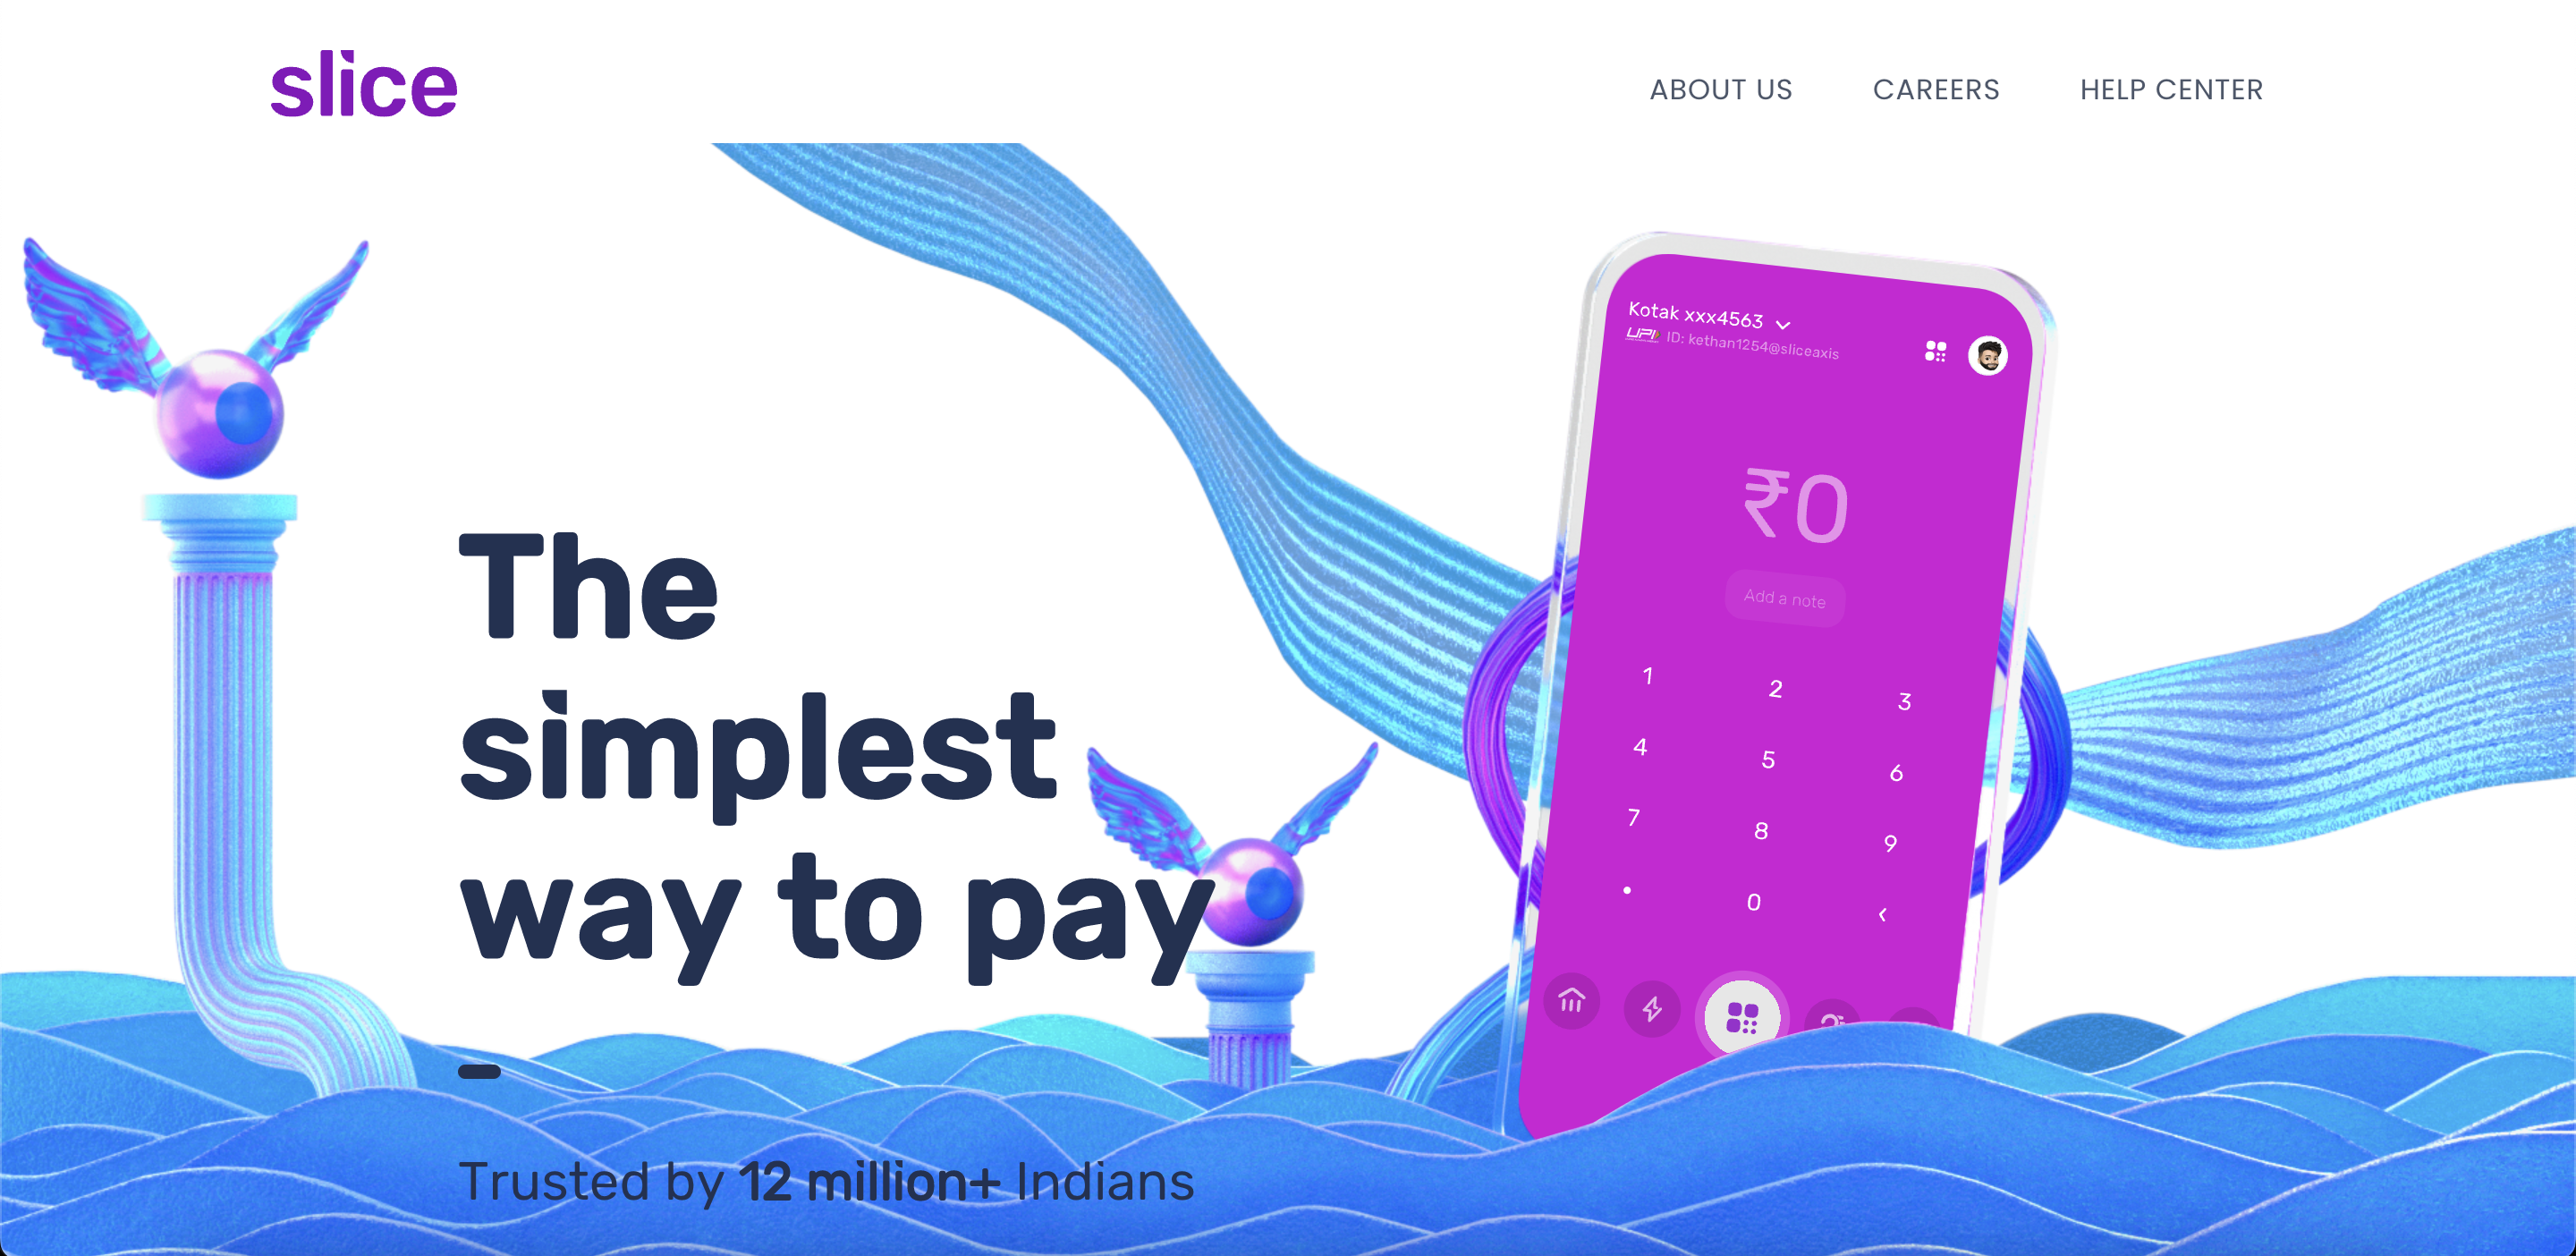 slice
ABOUT US CAREERS HELP CENTER
Kotak xxx4563
UPI ID: kethan1254@sliceaxis
₹0
Add a note
1 2 3
4 5 6
7 8 9
. 0 ‹
The
simplest
way to pay
Trusted by 12 million+ Indians